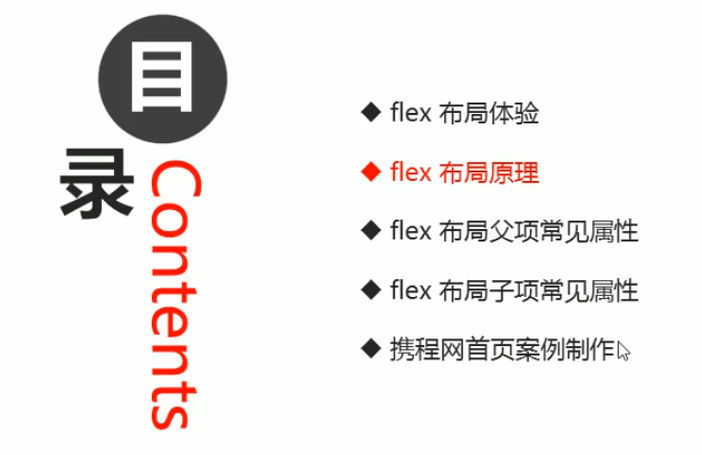 目
录
Contents
◆ flex 布局体验
◆ flex 布局原理
◆ flex 布局父项常见属性
◆ flex 布局子项常见属性
◆ 携程网首页案例制作